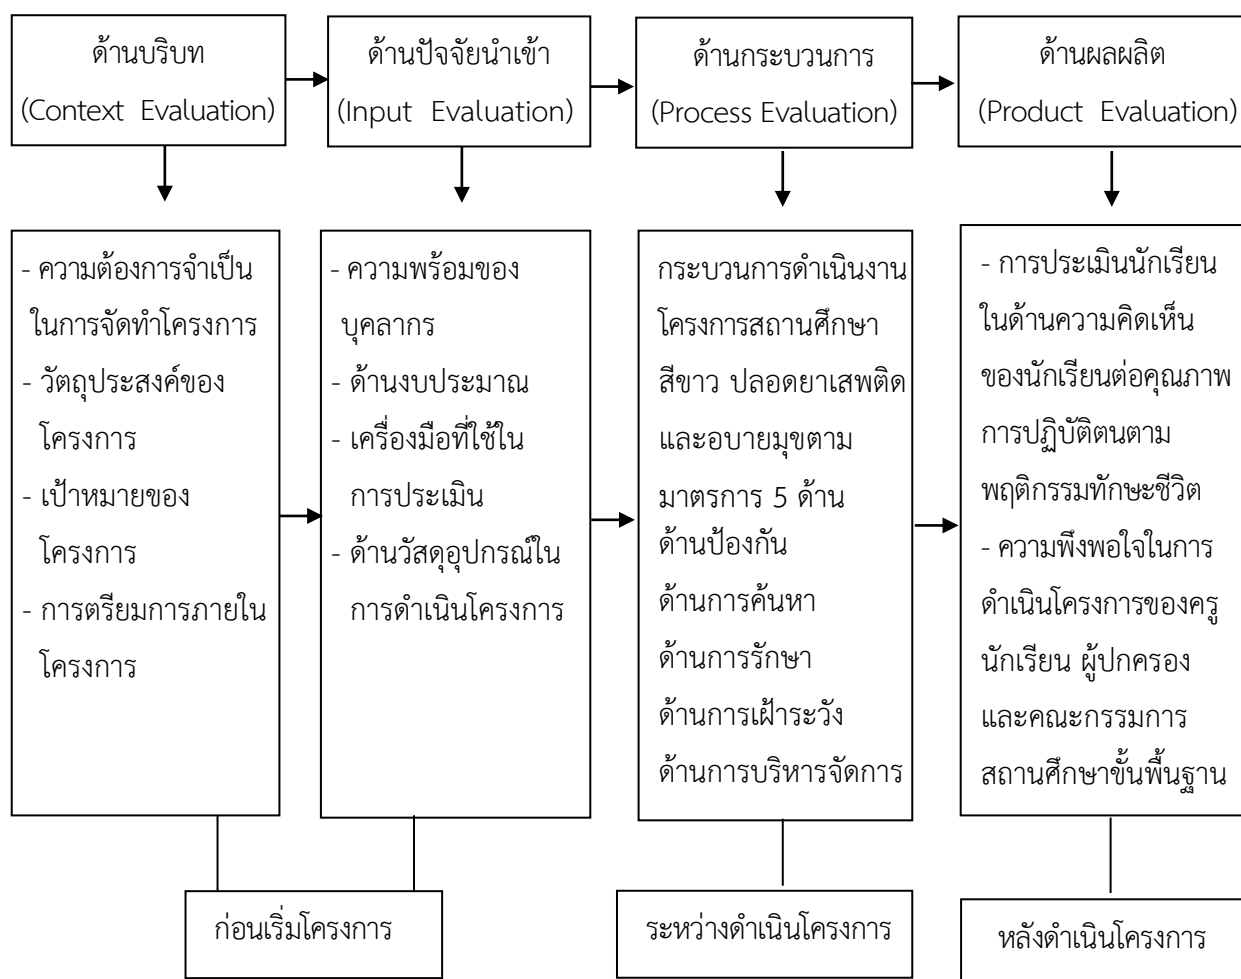 ด้านบริบท
(Context Evaluation)
ด้านปัจจัยนำเข้า
(Input Evaluation)
ด้านกระบวนการ
(Process Evaluation)
ด้านผลผลิต
(Product Evaluation)
- ความต้องการจำเป็น
ในการจัดทำโครงการ
- วัตถุประสงค์ของ
โครงการ
- เป้าหมายของ
โครงการ
- การตรียมการภายใน
โครงการ
- ความพร้อมของ
บุคลากร
- ด้านงบประมาณ
- เครื่องมือที่ใช้ใน
การประเมิน
- ด้านวัสดุอุปกรณ์ใน
การดำเนินโครงการ
กระบวนการดำเนินงาน
โครงการสถานศึกษา
สีขาว ปลอดยาเสพติด
และอบายมุขตาม
มาตรการ 5 ด้าน
ด้านป้องกัน
ด้านการค้นหา
ด้านการรักษา
ด้านการเฝ้าระวัง
ด้านการบริหารจัดการ
- การประเมินนักเรียน
ในด้านความคิดเห็น
ของนักเรียนต่อคุณภาพ
การปฏิบัติตนตาม
พฤติกรรมทักษะชีวิต
- ความพึงพอใจในการ
ดำเนินโครงการของครู
นักเรียน ผู้ปกครอง
และคณะกรรมการ
สถานศึกษาขั้นพื้นฐาน
ก่อนเริ่มโครงการ
ระหว่างดำเนินโครงการ
หลังดำเนินโครงการ